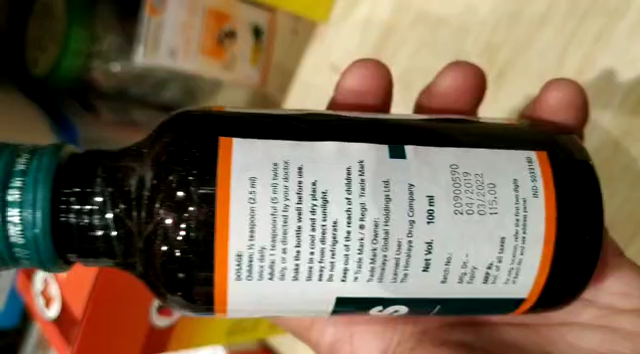 DOSAGE:
Children: ½ teaspoon (2.5 ml)
twice daily.
Adults: 1 teaspoonful (5 ml) twice
daily, or as directed by your doctor.
Shake the bottle well before use.
Store in a cool and dry place,
away from direct sunlight.
Do not refrigerate.
Keep out of the reach of children.
™ Trade Mark / ® Regd. Trade Mark
Trade Mark Owner:
Himalaya Global Holdings Ltd.
Licensed User:
The Himalaya Drug Company
Net Vol. 100 ml
Batch No.: 20900590
Mfg. Dt. - 04/2019
Expiry 03/2022
MRP Rs. 115.00
Incl. of all taxes
IND-503318D
S